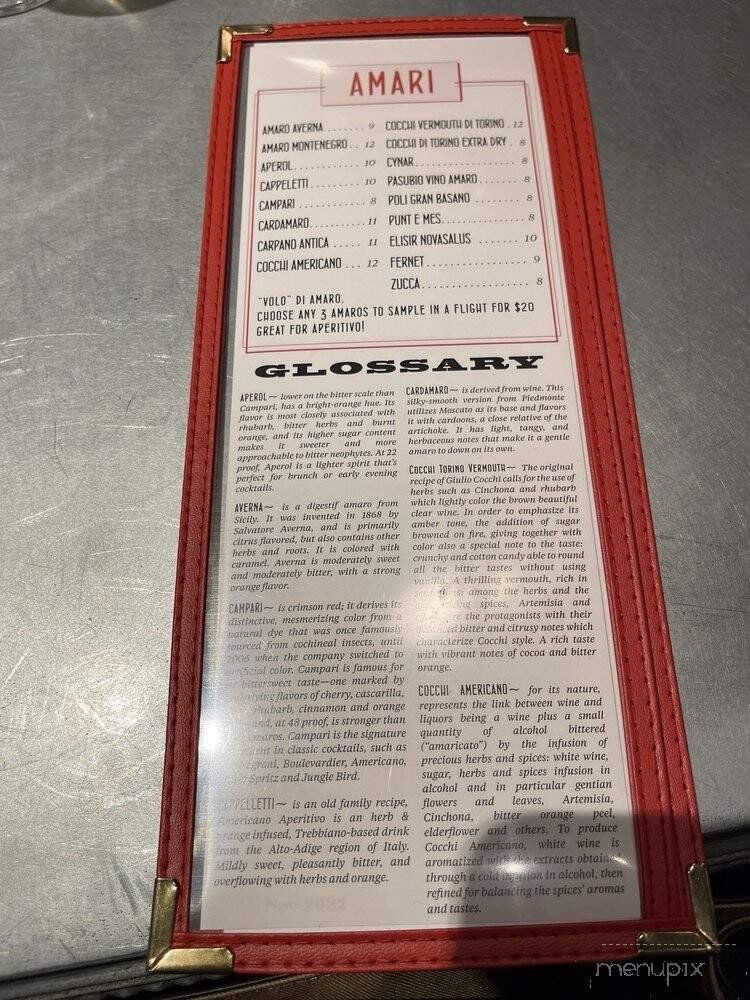 AMARI
AMARO AVERNA ....... 9
AMARO MONTENEGRO .. 12
APEROL ............. 10
CAPPELETTI .......... 10
CAMPARI ............. 8
CARDAMARO .......... 11
CARPANO ANTICA ..... 11
COCCHI AMERICANO ... 12
COCCHI VERMOUTH DI TORINO . 12
COCCHI DI TORINO EXTRA DRY . 8
CYNAR ................. 8
PASUBIO VINO AMARO ....... 8
POLI GRAN BASANO ........ 8
PUNT E MES ............. 8
ELISIR NOVASALUS ....... 10
FERNET ................ 9
ZUCCA .................. 8
"VOLO" DI AMARO.
CHOOSE ANY 3 AMAROS TO SAMPLE IN A FLIGHT FOR $20
GREAT FOR APERITIVO!
GLOSSARY
APEROL~ lower on the bitter scale than
Campari, has a bright-orange hue. Its
flavor is most closely associated with
rhubarb, bitter herbs and burnt
orange, and its higher sugar content
makes it sweeter and more
approachable to bitter neophytes. At 22
proof, Aperol is a lighter spirit that's
perfect for brunch or early evening
cocktails.
AVERNA~ is a digestif amaro from
Sicily. It was invented in 1868 by
Salvatore Averna, and is primarily
citrus flavored, but also contains other
herbs and roots. It is colored with
caramel. Averna is moderately sweet
and moderately bitter, with a strong
orange flavor.
CAMPARI~ is crimson red; it derives its
distinctive, mesmerizing color from a
natural dye that was once famously
sourced from cochineal insects, until
2006 when the company switched to
artificial color. Campari is famous for
bittersweet taste—one marked by
flavors of cherry, cascarilla,
rhubarb, cinnamon and orange
and, at 48 proof, is stronger than
Campari is the signature
in classic cocktails, such as
Negroni, Boulevardier, Americano,
Spritz and Jungle Bird.
CAPPELLETTI~ is an old family recipe,
Americano Aperitivo is an herb &
orange infused, Trebbiano-based drink
from the Alto-Adige region of Italy.
Mildly sweet, pleasantly bitter, and
overflowing with herbs and orange.
CARDAMARO~ is derived from wine. This
silky-smooth version from Piedmonte
utilizes Moscato as its base and flavors
it with cardoons, a close relative of the
artichoke. It has light, tangy, and
herbaceous notes that make it a gentle
amaro to down on its own.
COCCHI TORINO VERMOUTH~ The original
recipe of Giulio Cocchi calls for the use of
herbs such as Cinchona and rhubarb
which lightly color the brown beautiful
clear wine. In order to emphasize its
amber tone, the addition of sugar
browned on fire, giving together with
color also a special note to the taste:
crunchy and cotton candy able to round
all the bitter tastes without using
vanilla. A thrilling vermouth, rich in
among the herbs and the
spices, Artemisia and
are the protagonists with their
bitter and citrusy notes which
characterize Cocchi style. A rich taste
with vibrant notes of cocoa and bitter
orange.
COCCHI AMERICANO~ for its nature,
represents the link between wine and
liquors being a wine plus a small
quantity of alcohol bittered
("amaricato") by the infusion of
precious herbs and spices: white wine,
sugar, herbs and spices infusion in
alcohol and in particular gentian
flowers and leaves, Artemisia,
Cinchona, bitter orange peel,
elderflower and others. To produce
Cocchi Americano, white wine is
aromatized with the extracts obtained
through a cold infusion in alcohol, then
refined for balancing the spices' aromas
and tastes.
menupix